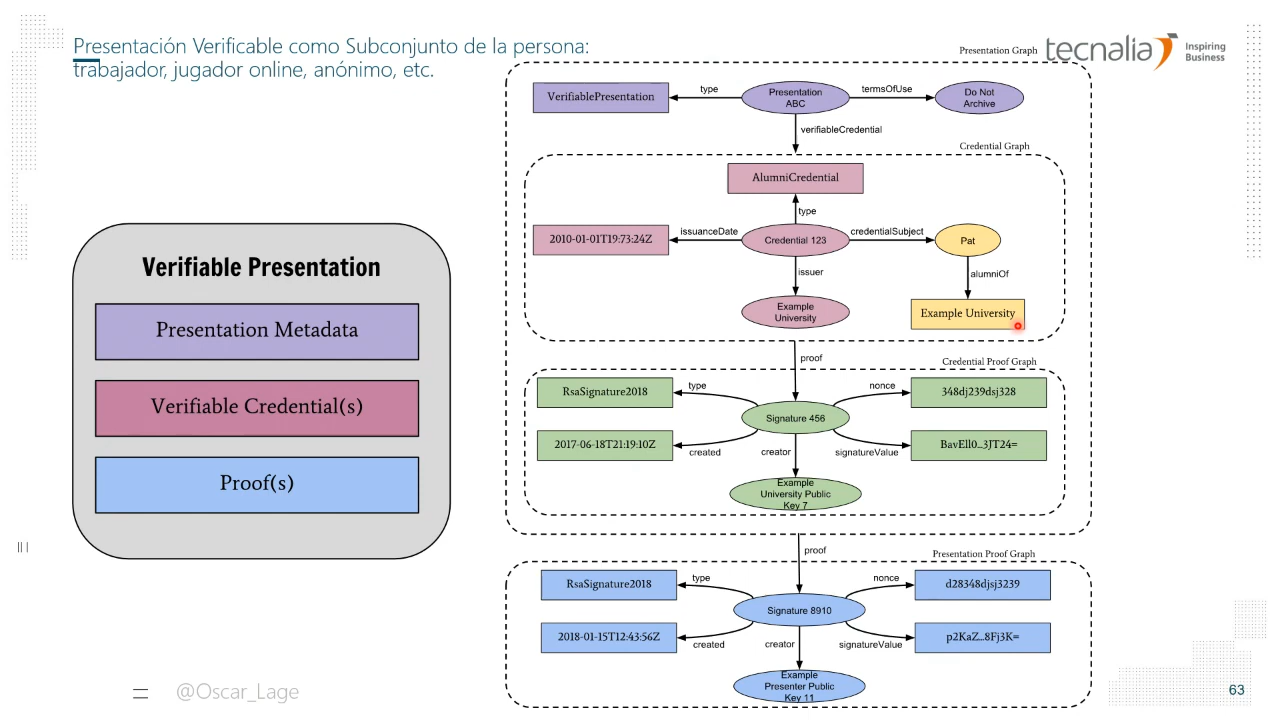 Presentación Verificable como Subconjunto de la persona:
trabajador, jugador online, anónimo, etc.
tecnalia
Inspiring
Business
Verifiable Presentation
Presentation Metadata
Verifiable Credential(s)
Proof(s)
Presentation Graph
VerifiablePresentation
type
Presentation
ABC
termsOfUse
Do Not
Archive
verifiableCredential
Credential Graph
AlumniCredential
type
2010-01-01T19:73:24Z
issuanceDate
Credential 123
credentialSubject
Pat
issuer
alumniOf
Example
University
Example University
proof
Credential Proof Graph
RsaSignature2018
type
nonce
348dj239dsj328
Signature 456
2017-06-18T21:19:10Z
created
creator
signatureValue
BavEll0...3JT24=
Example
University Public
Key 7
proof
Presentation Proof Graph
RsaSignature2018
type
nonce
d28348djsj3239
Signature 8910
2018-01-15T12:43:56Z
created
creator
signatureValue
p2KaZ...8Fj3K=
Example
Presenter Public
Key 11
@Oscar_Lage
63